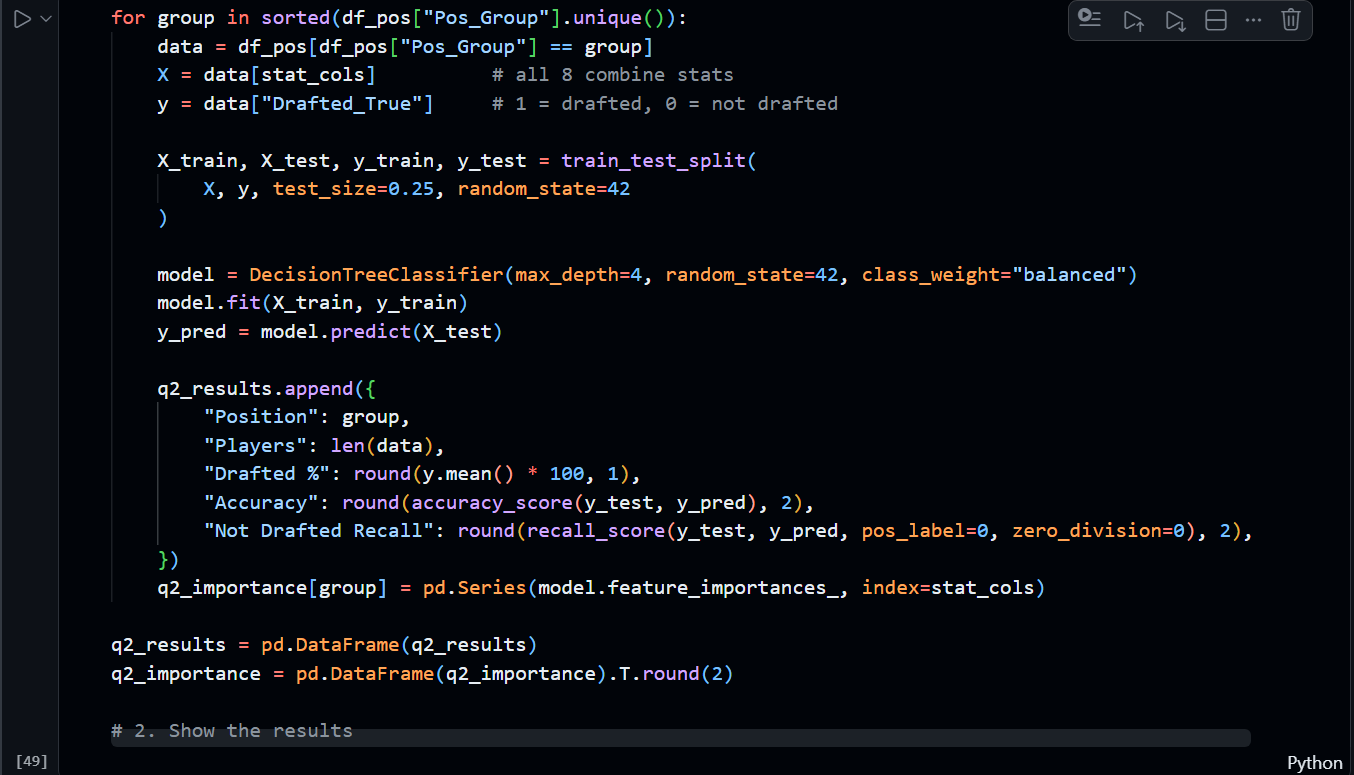 for group in sorted(df_pos["Pos_Group"].unique()):
    data = df_pos[df_pos["Pos_Group"] == group]
    X = data[stat_cols]          # all 8 combine stats
    y = data["Drafted_True"]     # 1 = drafted, 0 = not drafted

    X_train, X_test, y_train, y_test = train_test_split(
        X, y, test_size=0.25, random_state=42
    )

    model = DecisionTreeClassifier(max_depth=4, random_state=42, class_weight="balanced")
    model.fit(X_train, y_train)
    y_pred = model.predict(X_test)

    q2_results.append({
        "Position": group,
        "Players": len(data),
        "Drafted %": round(y.mean() * 100, 1),
        "Accuracy": round(accuracy_score(y_test, y_pred), 2),
        "Not Drafted Recall": round(recall_score(y_test, y_pred, pos_label=0, zero_division=0), 2),
    })
    q2_importance[group] = pd.Series(model.feature_importances_, index=stat_cols)

q2_results = pd.DataFrame(q2_results)
q2_importance = pd.DataFrame(q2_importance).T.round(2)

# 2. Show the results
[49]
Python